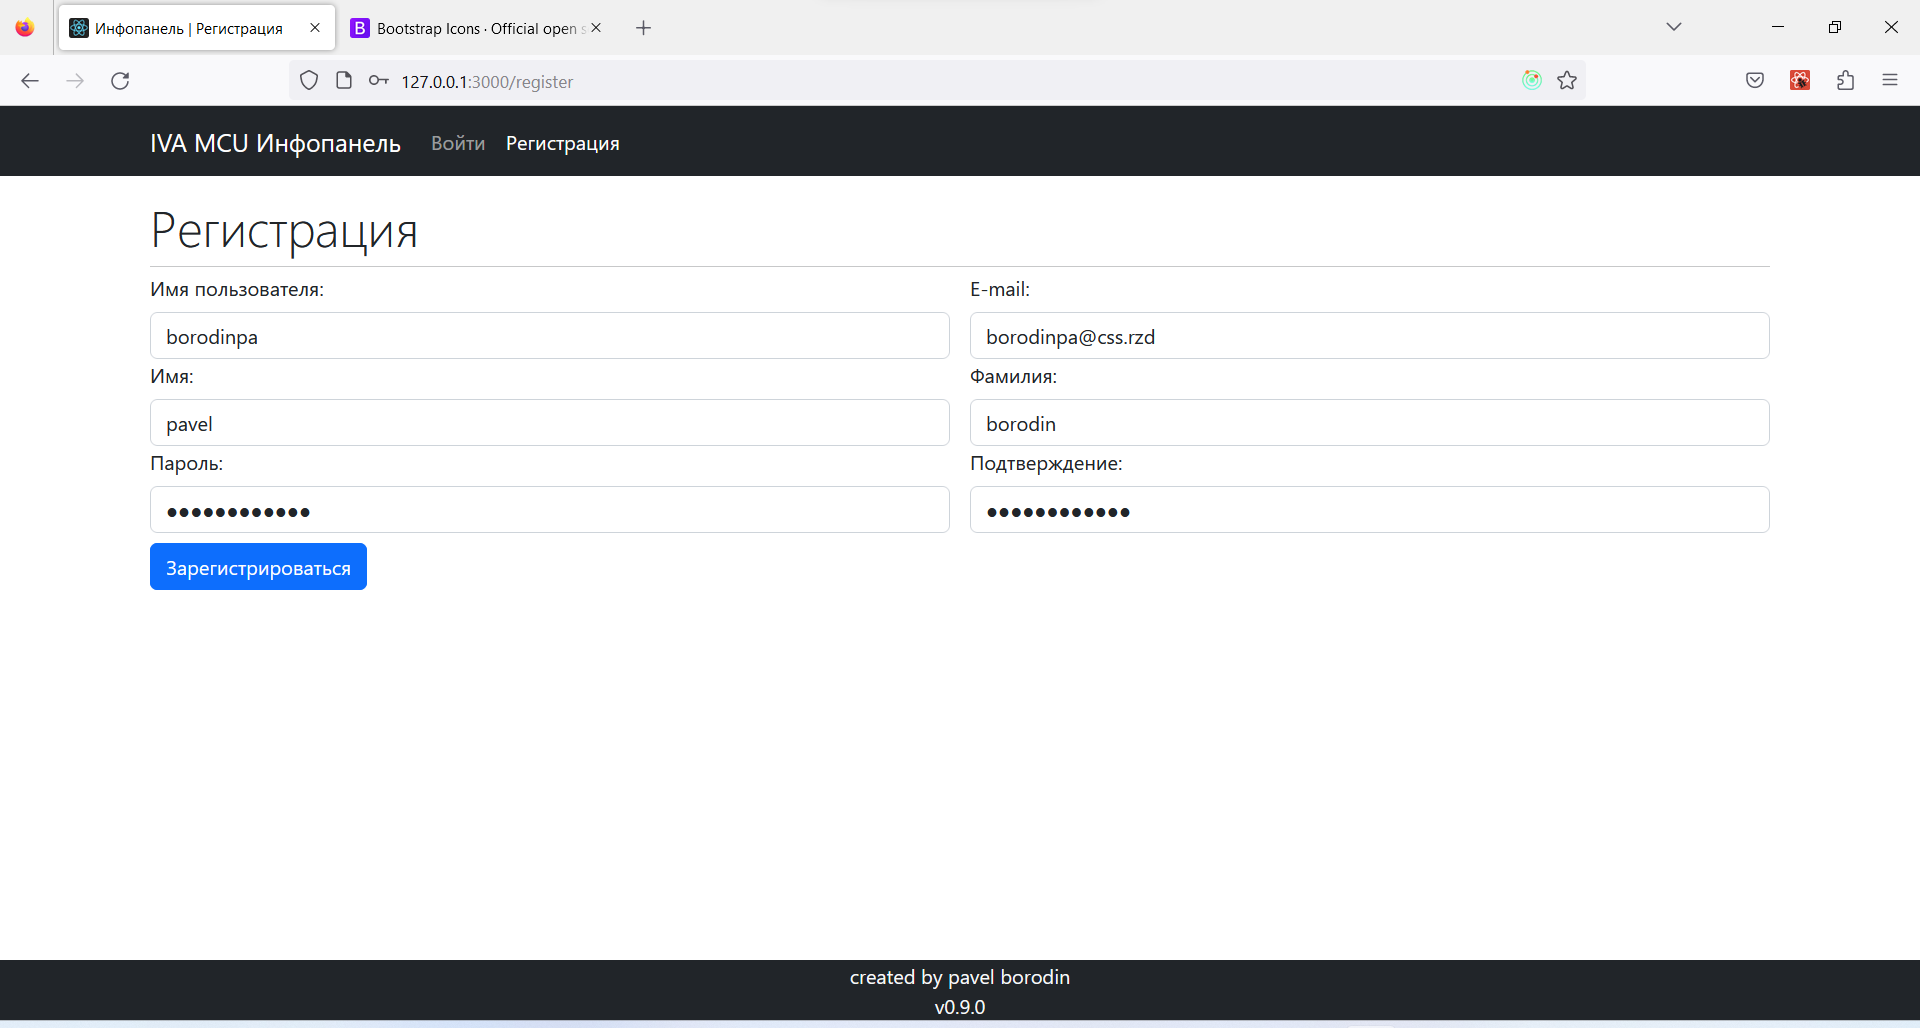 Инфопанель | Регистрация
Bootstrap Icons · Official open s
127.0.0.1:3000/register
IVA MCU Инфопанель Войти Регистрация
Регистрация
Имя пользователя: E-mail:
borodinpa borodinpa@css.rzd
Имя: Фамилия:
pavel borodin
Пароль: Подтверждение:
●●●●●●●●●●●● ●●●●●●●●●●●●
Зарегистрироваться
created by pavel borodin
v0.9.0